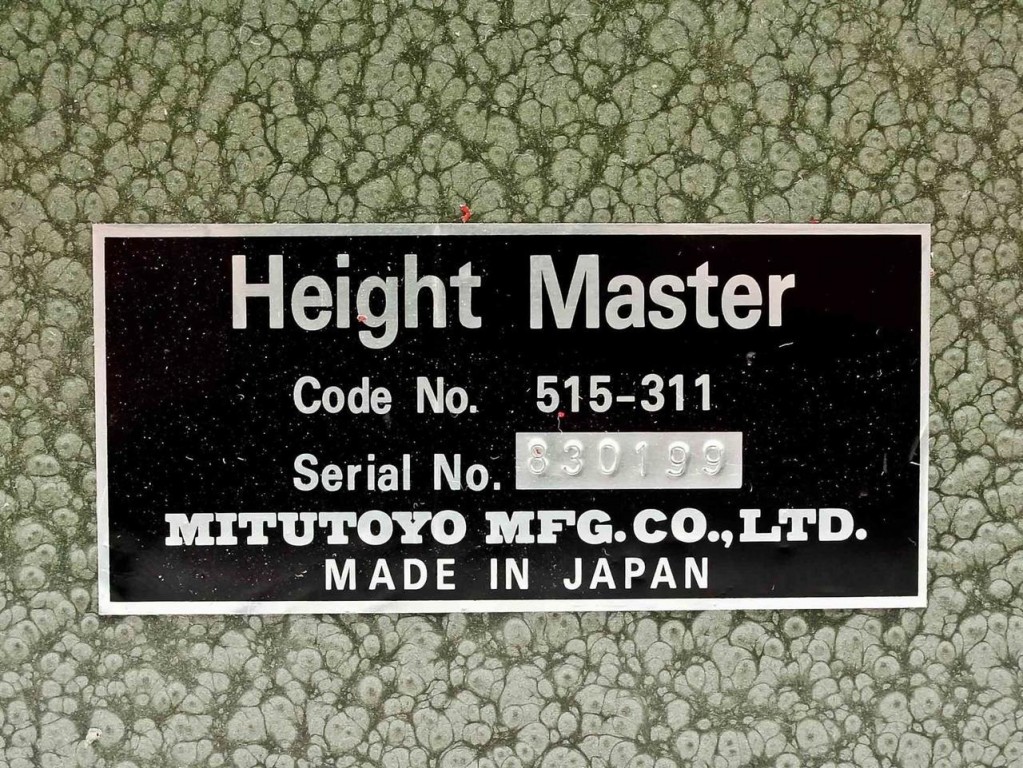 Height Master
Code No. 515-311
Serial No. 830199
MITUTOYO MFG.CO.,LTD.
MADE IN JAPAN